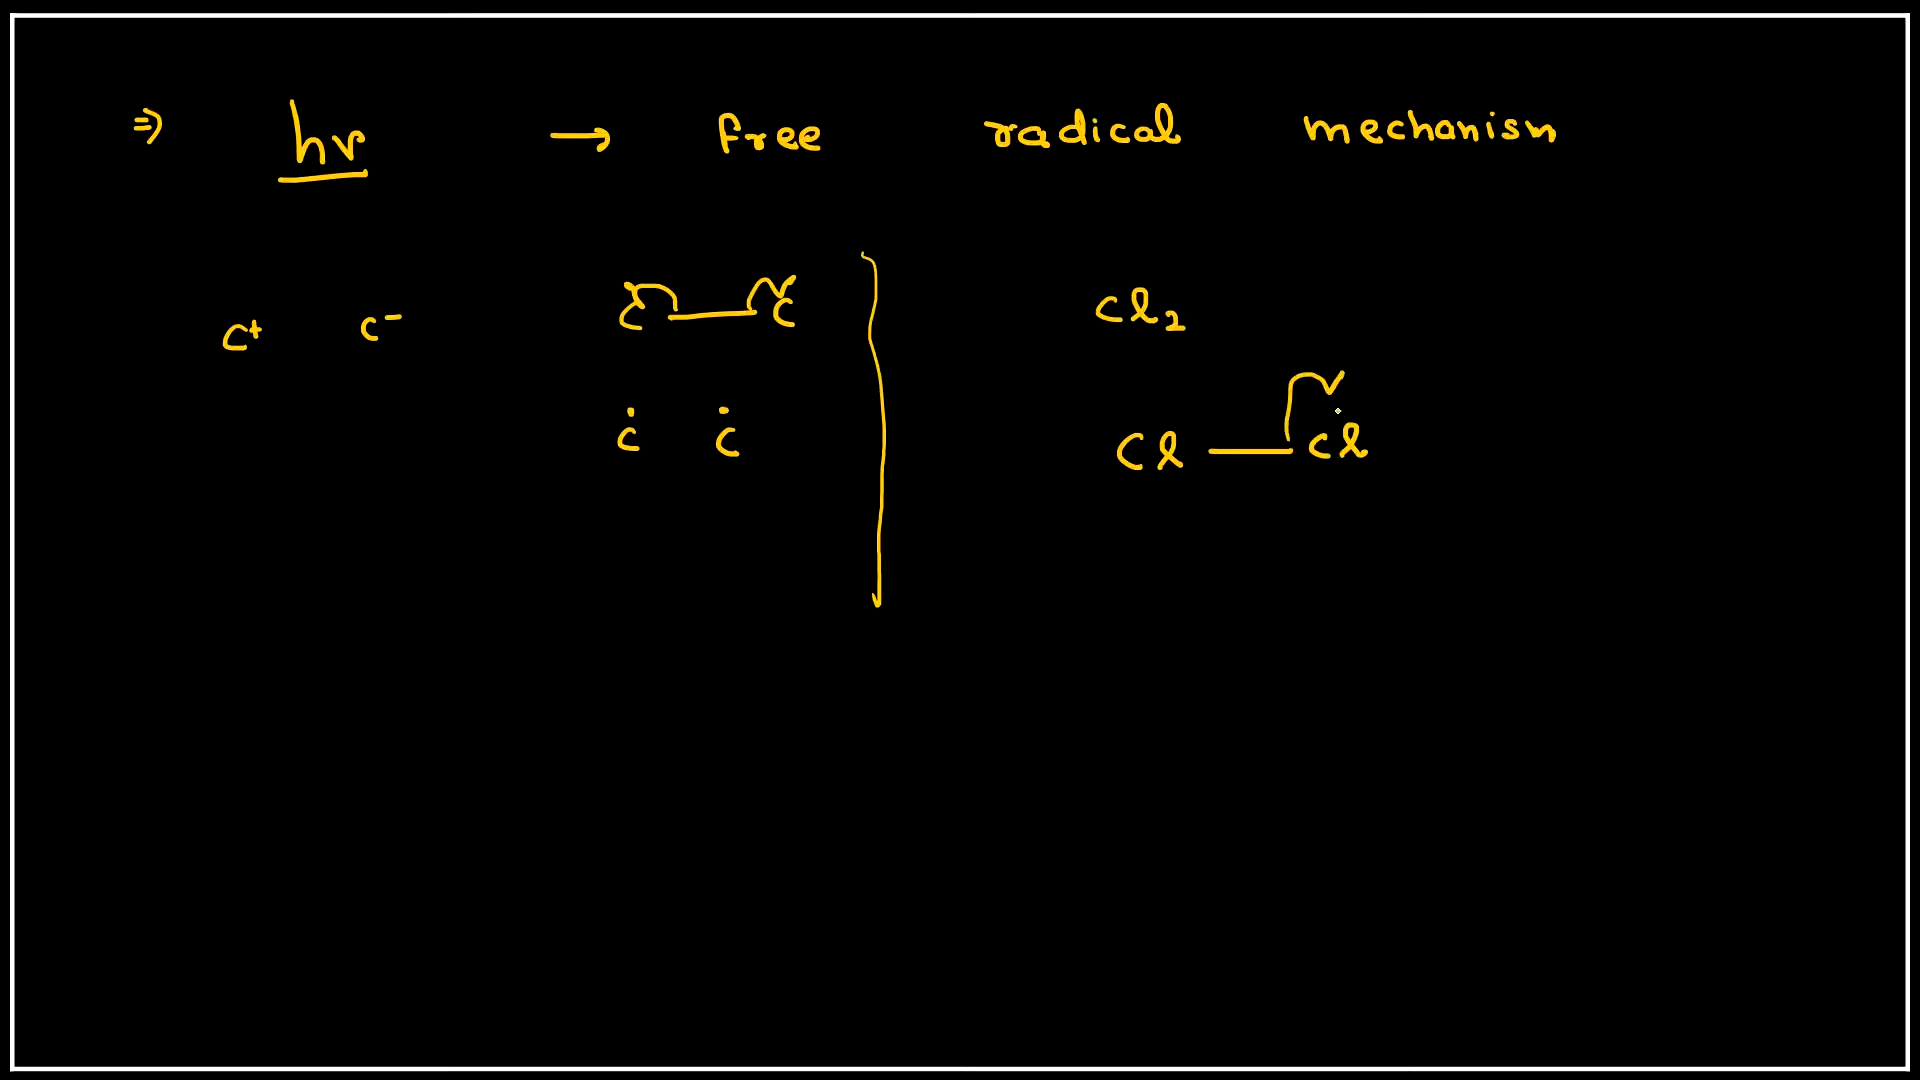 ⇒ hν → free radical mechanism
C⁺ C⁻ C — C
Ċ Ċ
Cl₂
Cl — Cl